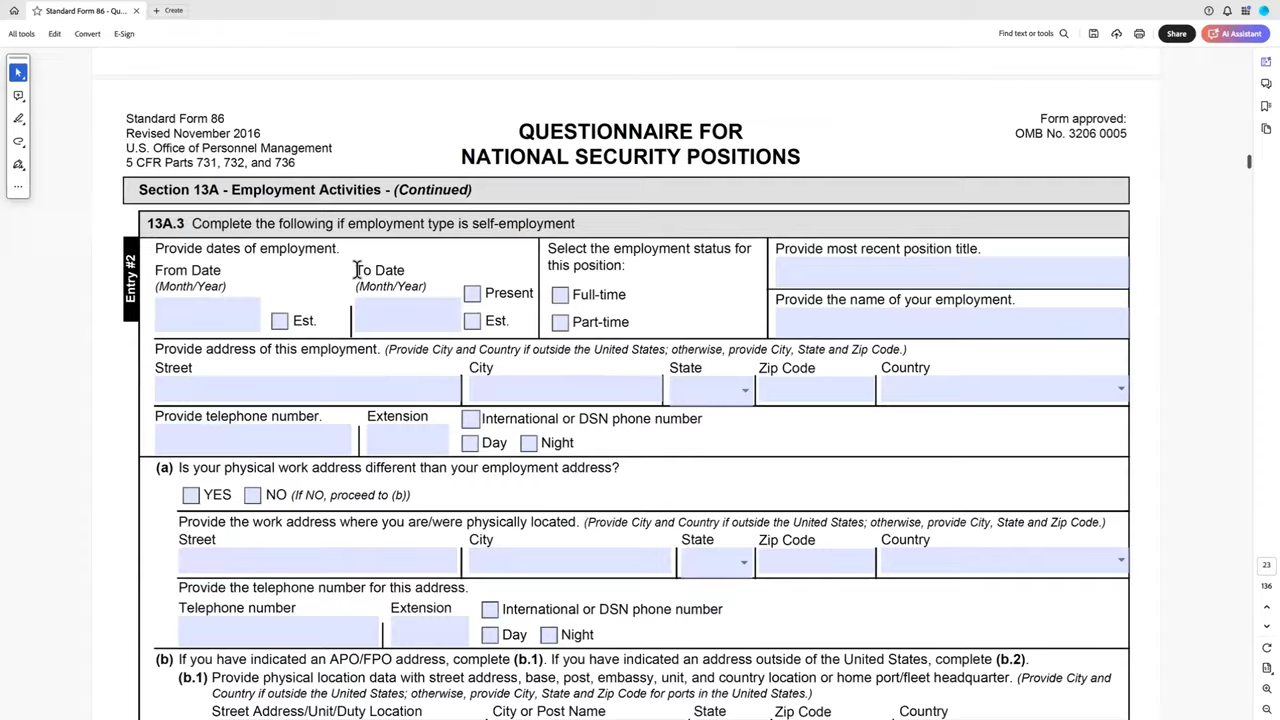 Standard Form 86 - Qu...
Create
All tools
Edit
Convert
E-Sign
Find text or tools
Share
AI Assistant
Standard Form 86
Revised November 2016
U.S. Office of Personnel Management
5 CFR Parts 731, 732, and 736
QUESTIONNAIRE FOR
NATIONAL SECURITY POSITIONS
Form approved:
OMB No. 3206 0005
Section 13A - Employment Activities - (Continued)
13A.3 Complete the following if employment type is self-employment
Entry #2
Provide dates of employment.
From Date
(Month/Year)
Est.
To Date
(Month/Year)
Present
Est.
Select the employment status for
this position:
Full-time
Part-time
Provide most recent position title.
Provide the name of your employment.
Provide address of this employment. (Provide City and Country if outside the United States; otherwise, provide City, State and Zip Code.)
Street City State Zip Code Country
Provide telephone number. Extension
International or DSN phone number
Day Night
(a) Is your physical work address different than your employment address?
YES NO (If NO, proceed to (b))
Provide the work address where you are/were physically located. (Provide City and Country if outside the United States; otherwise, provide City, State and Zip Code.)
Street City State Zip Code Country
Provide the telephone number for this address.
Telephone number Extension
International or DSN phone number
Day Night
(b) If you have indicated an APO/FPO address, complete (b.1). If you have indicated an address outside of the United States, complete (b.2).
(b.1) Provide physical location data with street address, base, post, embassy, unit, and country location or home port/fleet headquarter. (Provide City and
Country if outside the United States; otherwise, provide City, State and Zip Code for ports in the United States.)
Street Address/Unit/Duty Location City or Post Name State Zip Code Country
23
136